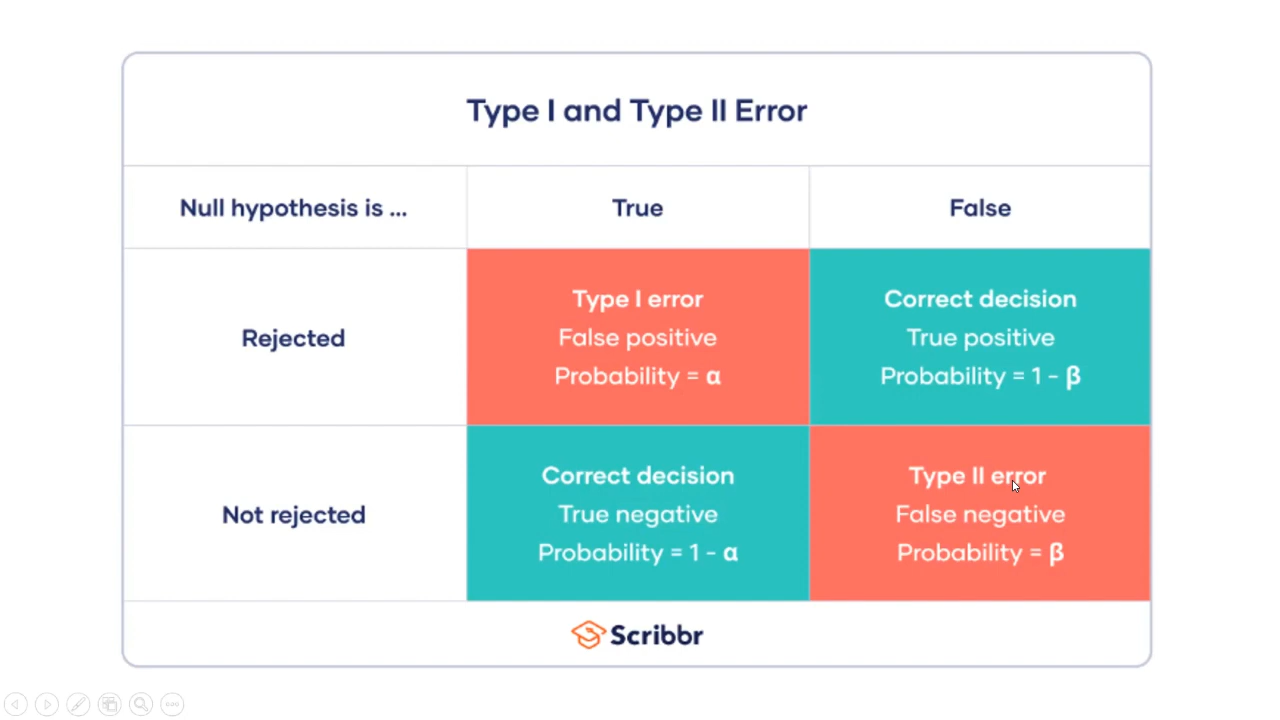 Type I and Type II Error
Null hypothesis is ...
True
False
Rejected
Type I error
False positive
Probability = α
Correct decision
True positive
Probability = 1 - β
Not rejected
Correct decision
True negative
Probability = 1 - α
Type II error
False negative
Probability = β
Scribbr